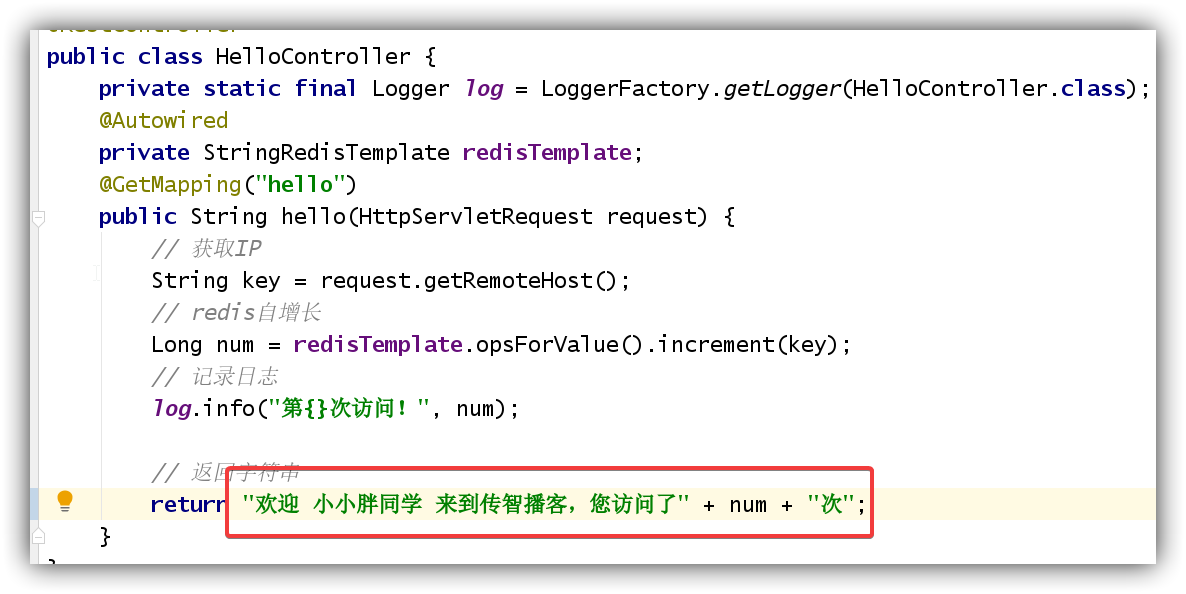 @RestController
public class HelloController {
private static final Logger log = LoggerFactory.getLogger(HelloController.class);
@Autowired
private StringRedisTemplate redisTemplate;
@GetMapping("hello")
public String hello(HttpServletRequest request) {
// 获取IP
String key = request.getRemoteHost();
// redis自增长
Long num = redisTemplate.opsForValue().increment(key);
// 记录日志
log.info("第{}次访问！", num);
// 返回字符串
return "欢迎 小小胖同学 来到传智播客，您访问了" + num + "次";
}
}